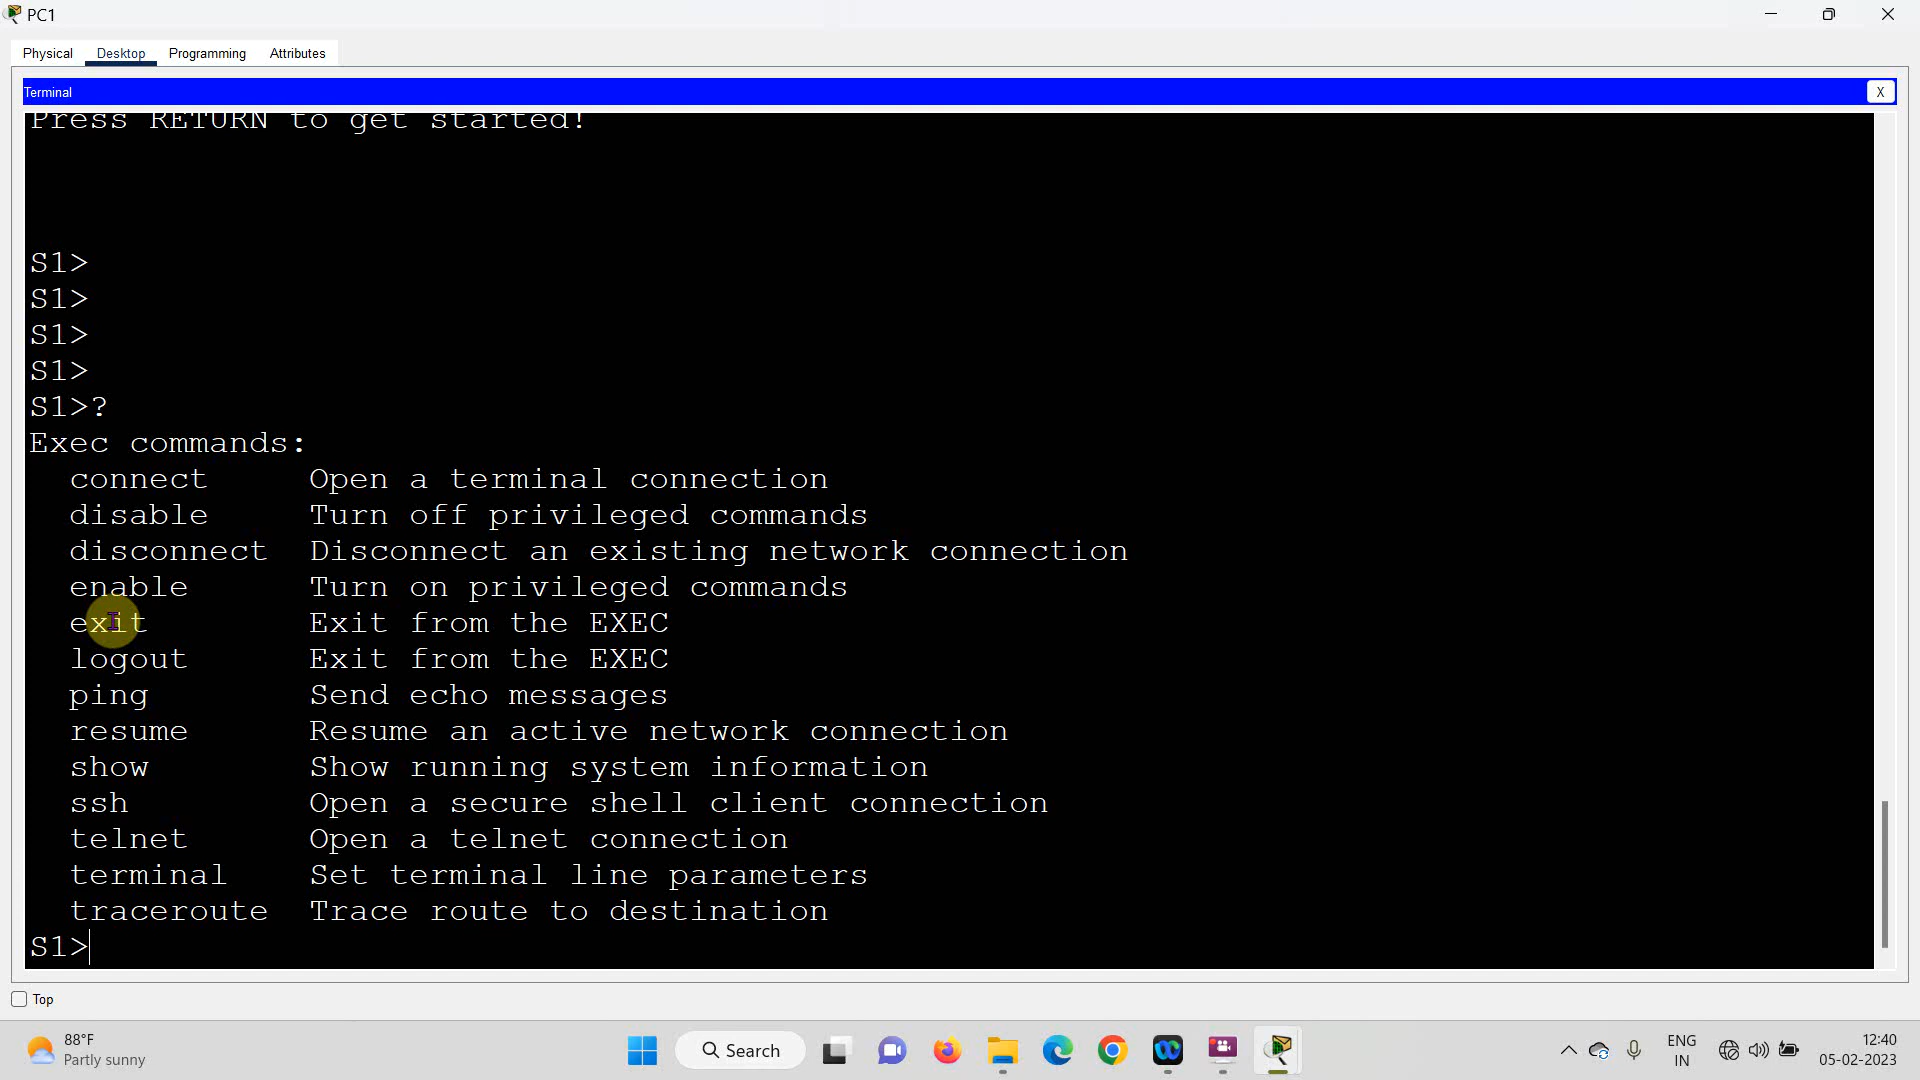 PC1
Physical Desktop Programming Attributes
Terminal X
Press RETURN to get started!
S1>
S1>
S1>
S1>
S1>?
Exec commands:
connect Open a terminal connection
disable Turn off privileged commands
disconnect Disconnect an existing network connection
enable Turn on privileged commands
exit Exit from the EXEC
logout Exit from the EXEC
ping Send echo messages
resume Resume an active network connection
show Show running system information
ssh Open a secure shell client connection
telnet Open a telnet connection
terminal Set terminal line parameters
traceroute Trace route to destination
S1>
Top
88°F
Partly sunny
Search
ENG
IN
12:40
05-02-2023